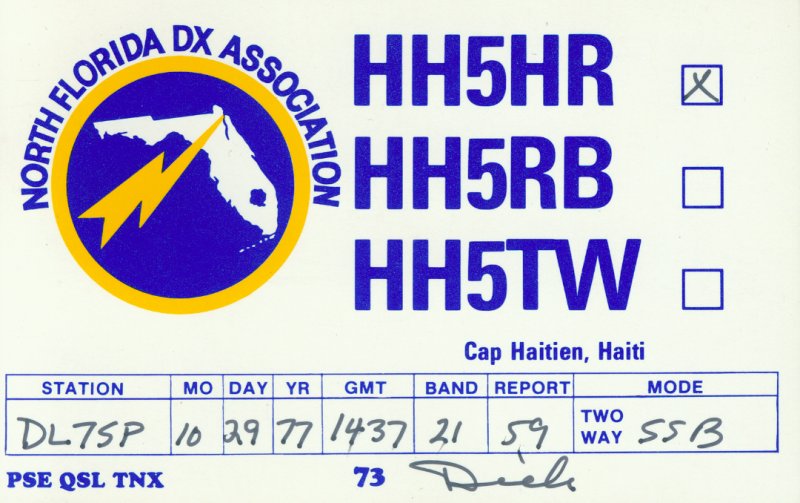 NORTH FLORIDA DX ASSOCIATION
HH5HR X
HH5RB
HH5TW
Cap Haitien, Haiti
STATION MO DAY YR GMT BAND REPORT MODE
DL7SP 10 29 77 1437 21 59 TWO WAY SSB
PSE QSL TNX 73 Dick